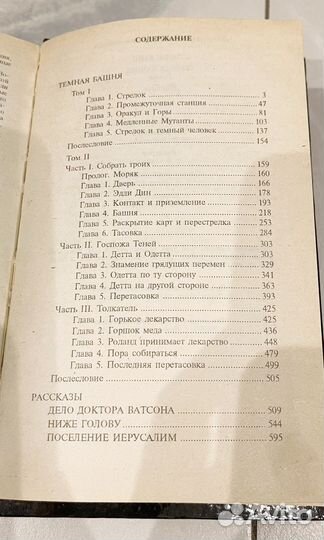 СОДЕРЖАНИЕ
ТЕМНАЯ БАШНЯ
Том I
Глава 1. Стрелок 3
Глава 2. Промежуточная станция 47
Глава 3. Оракул и Горы 81
Глава 4. Медленные Мутанты 103
Глава 5. Стрелок и темный человек 137
Послесловие 154
Том II
Часть I. Собрать троих 159
Пролог. Моряк 160
Глава 1. Дверь 166
Глава 2. Эдди Дин 178
Глава 3. Контакт и приземление 193
Глава 4. Башня 218
Глава 5. Раскрытие карт и перестрелка 253
Глава 6. Тасовка 284
Часть II. Госпожа Теней 303
Глава 1. Детта и Одетта 303
Глава 2. Знамение грядущих перемен 329
Глава 3. Одетта по ту сторону 341
Глава 4. Детта на другой стороне 363
Глава 5. Перетасовка 393
Часть III. Толкатель 425
Глава 1. Горькое лекарство 425
Глава 2. Горшок меда 436
Глава 3. Роланд принимает лекарство 448
Глава 4. Пора собираться 479
Глава 5. Последняя перетасовка 499
Послесловие 505
РАССКАЗЫ
ДЕЛО ДОКТОРА ВАТСОНА 509
НИЖЕ ГОЛОВУ 544
ПОСЕЛЕНИЕ ИЕРУСАЛИМ 595
Avito